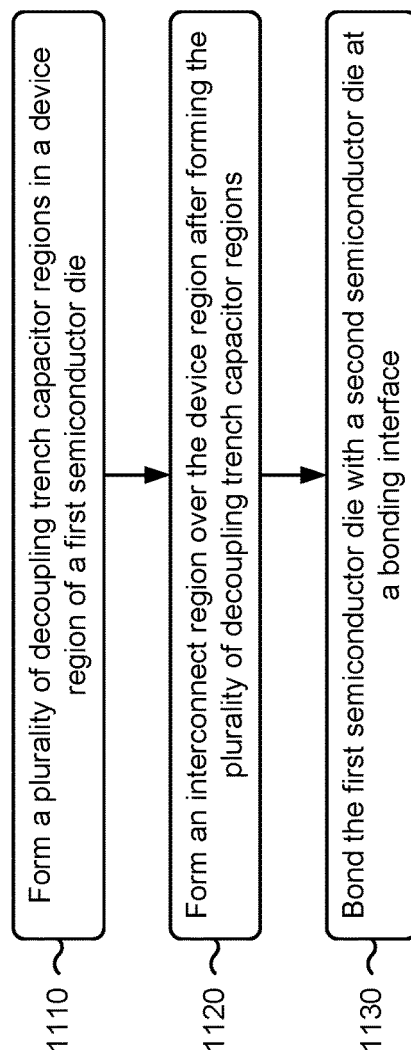 1110
Form a plurality of decoupling trench capacitor regions in a device
region of a first semiconductor die
1120
Form an interconnect region over the device region after forming the
plurality of decoupling trench capacitor regions
1130
Bond the first semiconductor die with a second semiconductor die at
a bonding interface